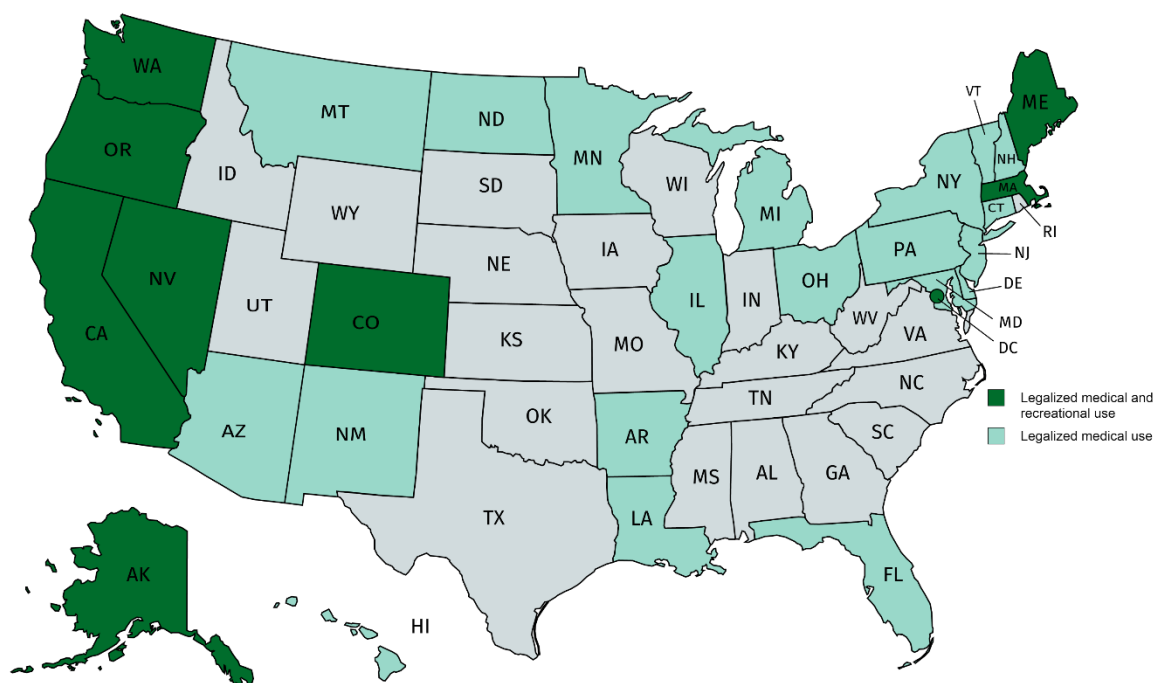 WA
OR
CA
NV
ID
MT
WY
UT
CO
AZ
NM
ND
SD
NE
KS
OK
TX
MN
IA
MO
AR
LA
WI
IL
MI
IN
OH
KY
TN
MS
AL
GA
FL
SC
NC
VA
WV
PA
NY
VT
NH
ME
MA
CT
RI
NJ
DE
MD
DC
AK
HI
Legalized medical and
recreational use
Legalized medical use